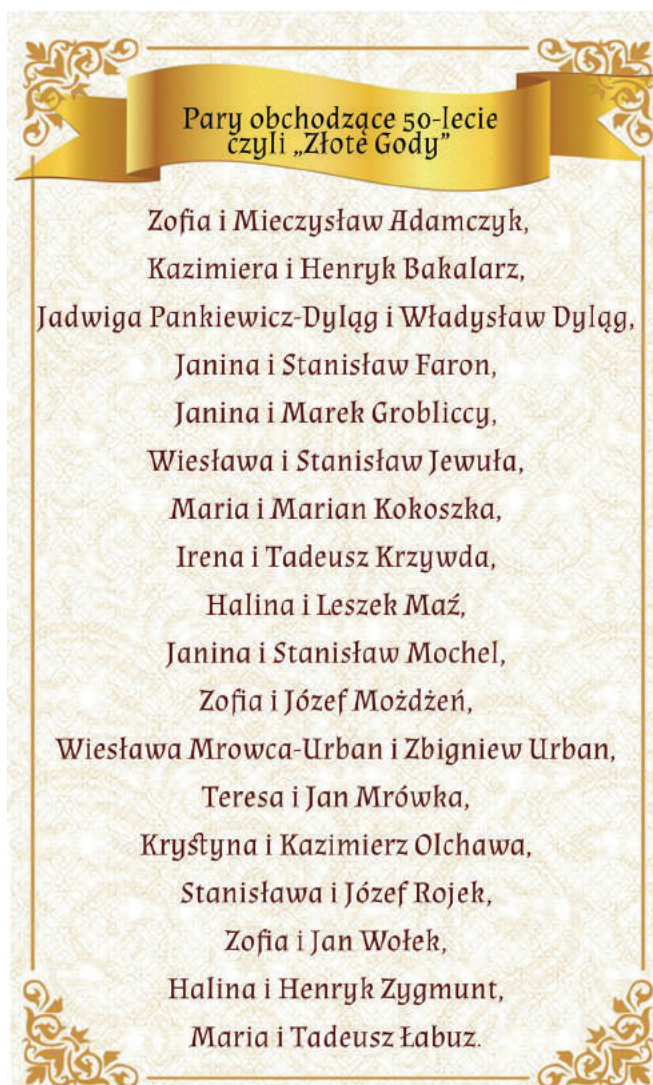 Pary obchodzące 50-lecie
czyli „Złote Gody”
Zofia i Mieczysław Adamczyk,
Kazimiera i Henryk Bakalarz,
Jadwiga Pankiewicz-Dyląg i Władysław Dyląg,
Janina i Stanisław Faron,
Janina i Marek Grobliccy,
Wiesława i Stanisław Jewuła,
Maria i Marian Kokoszka,
Irena i Tadeusz Krzywda,
Halina i Leszek Maź,
Janina i Stanisław Mochel,
Zofia i Józef Możdżeń,
Wiesława Mrowca-Urban i Zbigniew Urban,
Teresa i Jan Mrówka,
Krystyna i Kazimierz Olchawa,
Stanisława i Józef Rojek,
Zofia i Jan Wołek,
Halina i Henryk Zygmunt,
Maria i Tadeusz Łabuz.